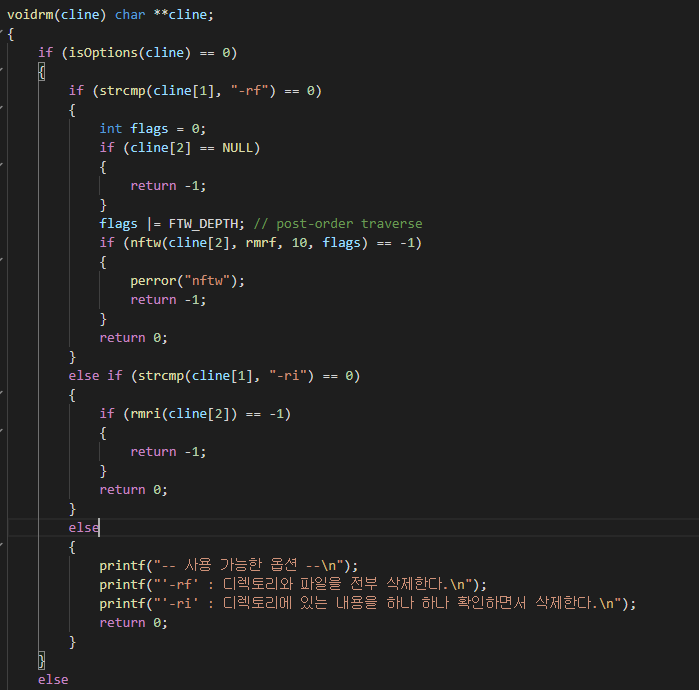 voidrm(cline) char **cline;
{
    if (isOptions(cline) == 0)
    {
        if (strcmp(cline[1], "-rf") == 0)
        {
            int flags = 0;
            if (cline[2] == NULL)
            {
                return -1;
            }
            flags |= FTW_DEPTH; // post-order traverse
            if (nftw(cline[2], rmrf, 10, flags) == -1)
            {
                perror("nftw");
                return -1;
            }
            return 0;
        }
        else if (strcmp(cline[1], "-ri") == 0)
        {
            if (rmri(cline[2]) == -1)
            {
                return -1;
            }
            return 0;
        }
        else
        {
            printf("-- 사용 가능한 옵션 --\n");
            printf("'-rf' : 디렉토리와 파일을 전부 삭제한다.\n");
            printf("'-ri' : 디렉토리에 있는 내용을 하나 하나 확인하면서 삭제한다.\n");
            return 0;
        }
    }
    else